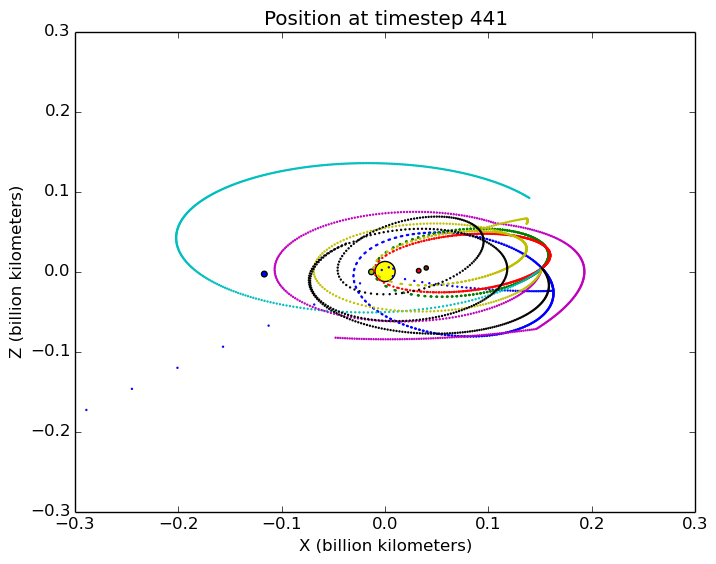 Position at timestep 441
0.3
0.2
0.1
0.0
−0.1
−0.2
−0.3
Z (billion kilometers)
−0.3 −0.2 −0.1 0.0 0.1 0.2 0.3
X (billion kilometers)